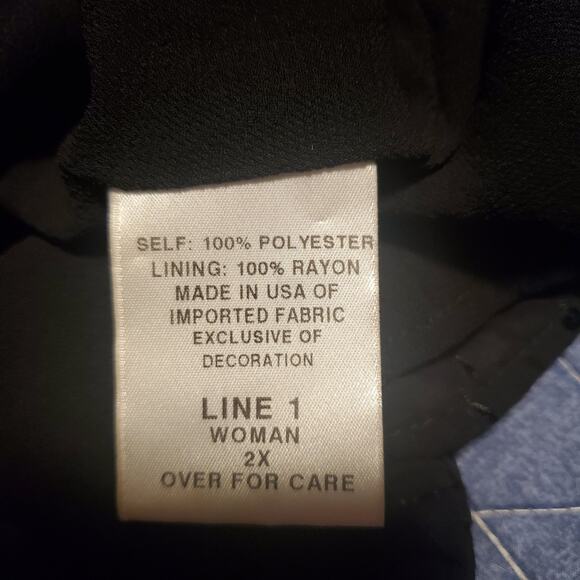 SELF: 100% POLYESTER
LINING: 100% RAYON
MADE IN USA OF
IMPORTED FABRIC
EXCLUSIVE OF
DECORATION
LINE 1
WOMAN
2X
OVER FOR CARE